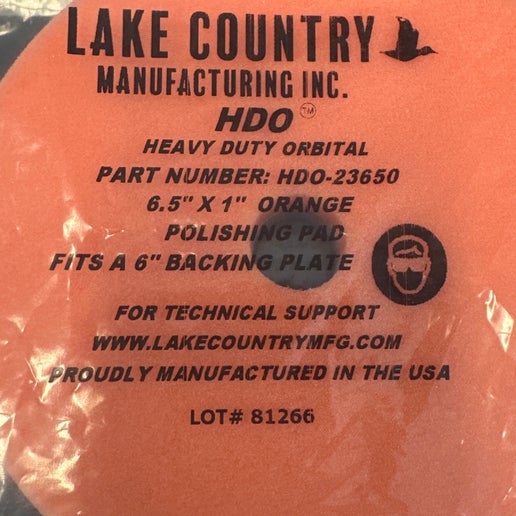 LAKE COUNTRY
MANUFACTURING INC.
HDO™
HEAVY DUTY ORBITAL
PART NUMBER: HDO-23650
6.5" X 1" ORANGE
POLISHING PAD
FITS A 6" BACKING PLATE
FOR TECHNICAL SUPPORT
WWW.LAKECOUNTRYMFG.COM
PROUDLY MANUFACTURED IN THE USA
LOT# 81266